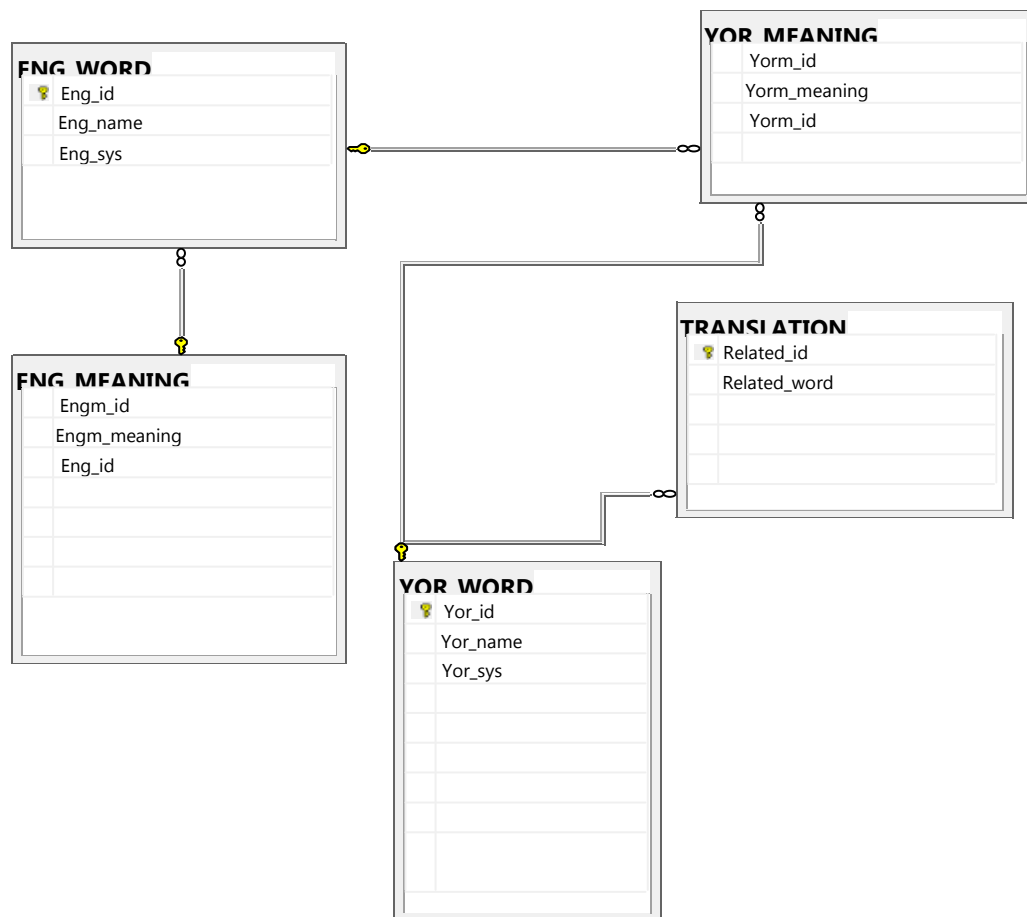 ENG_WORD
Eng_id
Eng_name
Eng_sys
YOR_MEANING
Yorm_id
Yorm_meaning
Yorm_id
ENG_MEANING
Engm_id
Engm_meaning
Eng_id
TRANSLATION
Related_id
Related_word
YOR_WORD
Yor_id
Yor_name
Yor_sys